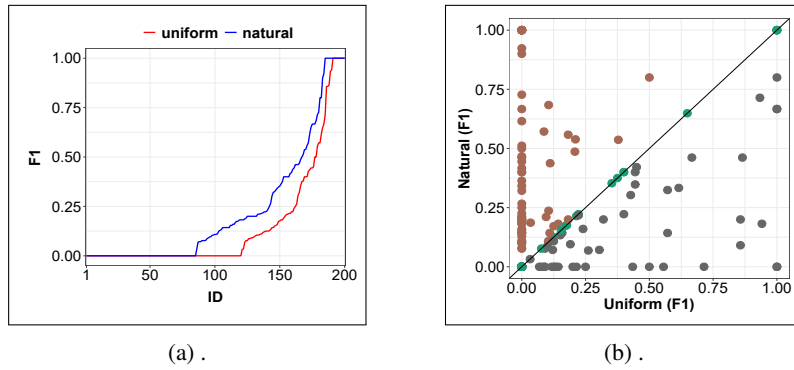 uniform natural
1.00
0.75
0.50
0.25
0.00
F1
1 50 100 150 200
ID
(a) .
1.00
0.75
0.50
0.25
0.00
Natural (F1)
0.00 0.25 0.50 0.75 1.00
Uniform (F1)
(b) .